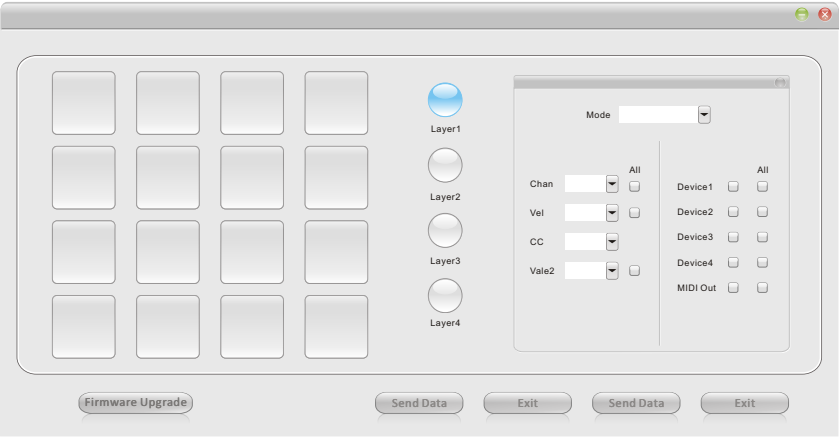 Layer1
Layer2
Layer3
Layer4
Mode
All
Chan
Vel
CC
Vale2
All
Device1
Device2
Device3
Device4
MIDI Out
Firmware Upgrade
Send Data
Exit
Send Data
Exit